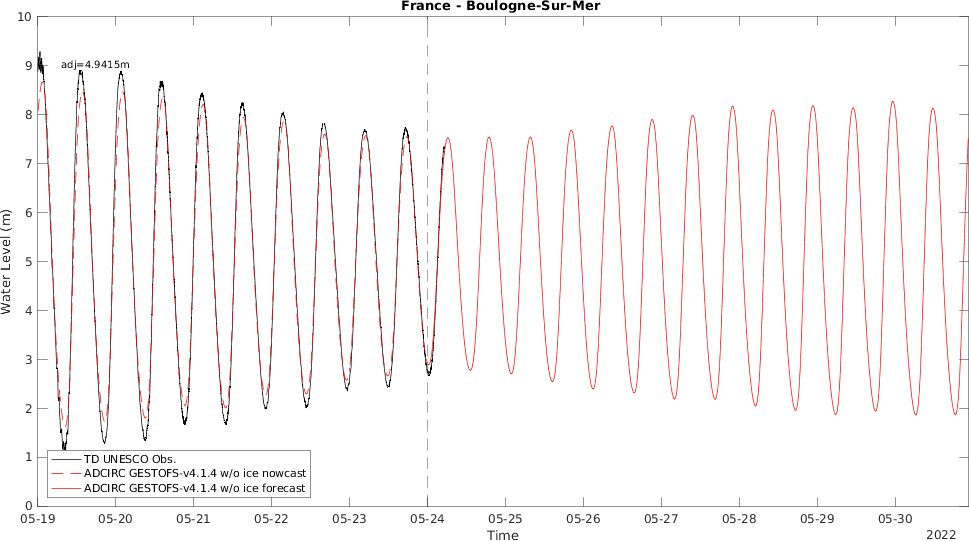 France - Boulogne-Sur-Mer
10
9
8
7
6
5
4
3
2
1
0
Water Level (m)
adj=4.9415m
TD UNESCO Obs.
ADCIRC GESTOFS-v4.1.4 w/o ice nowcast
ADCIRC GESTOFS-v4.1.4 w/o ice forecast
05-19 05-20 05-21 05-22 05-23 05-24 05-25 05-26 05-27 05-28 05-29 05-30
Time
2022